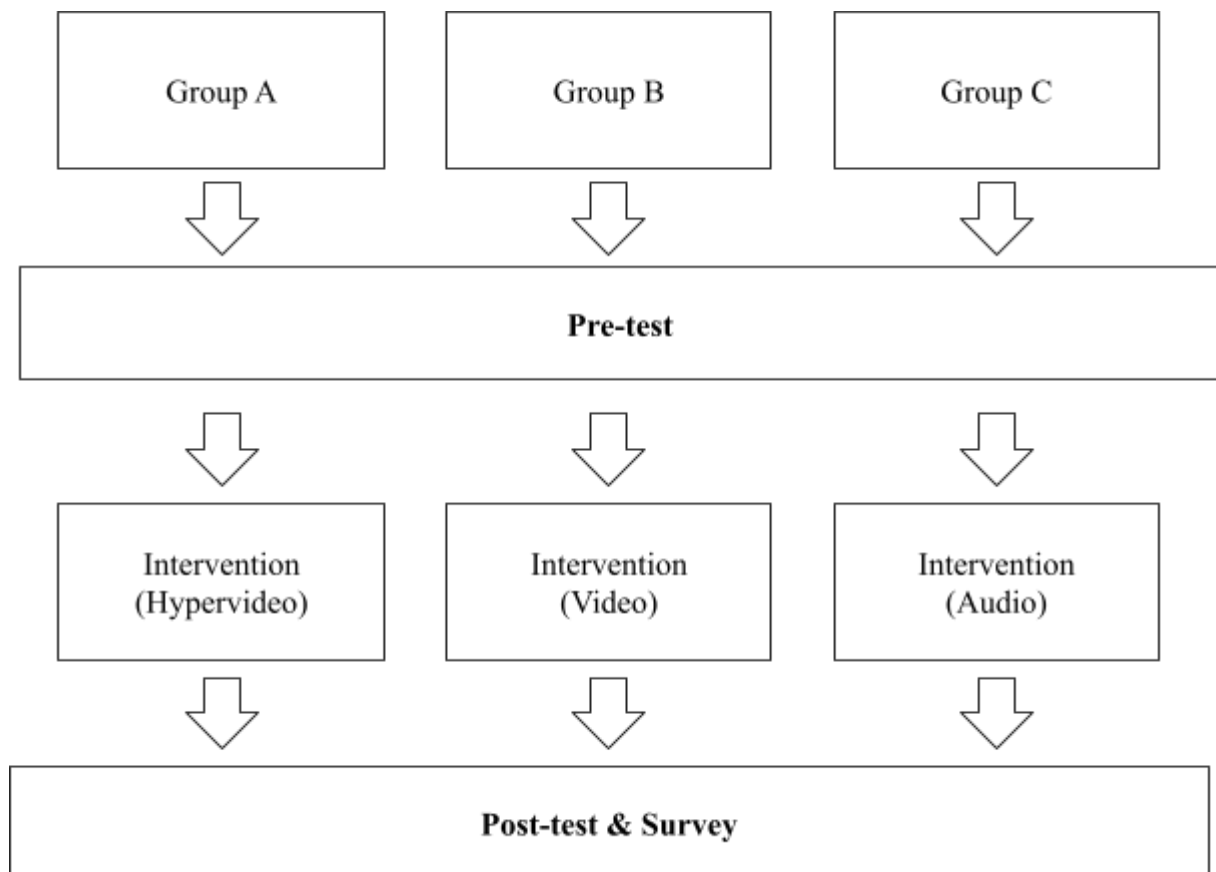 Group A
Group B
Group C
Pre-test
Intervention
(Hypervideo)
Intervention
(Video)
Intervention
(Audio)
Post-test & Survey